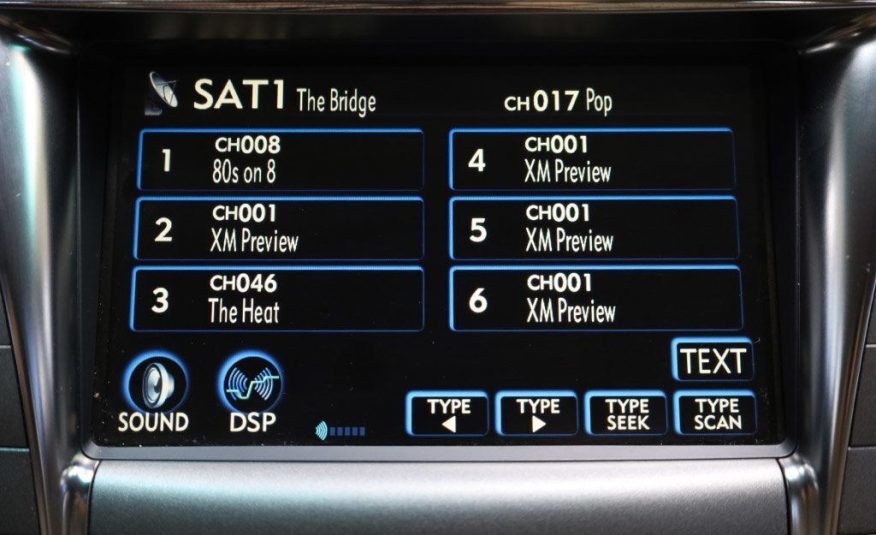 SAT1 The Bridge CH017 Pop
1 CH008
80s on 8
4 CH001
XM Preview
2 CH001
XM Preview
5 CH001
XM Preview
3 CH046
The Heat
6 CH001
XM Preview
TEXT
SOUND
DSP
TYPE
TYPE
TYPE
SEEK
TYPE
SCAN